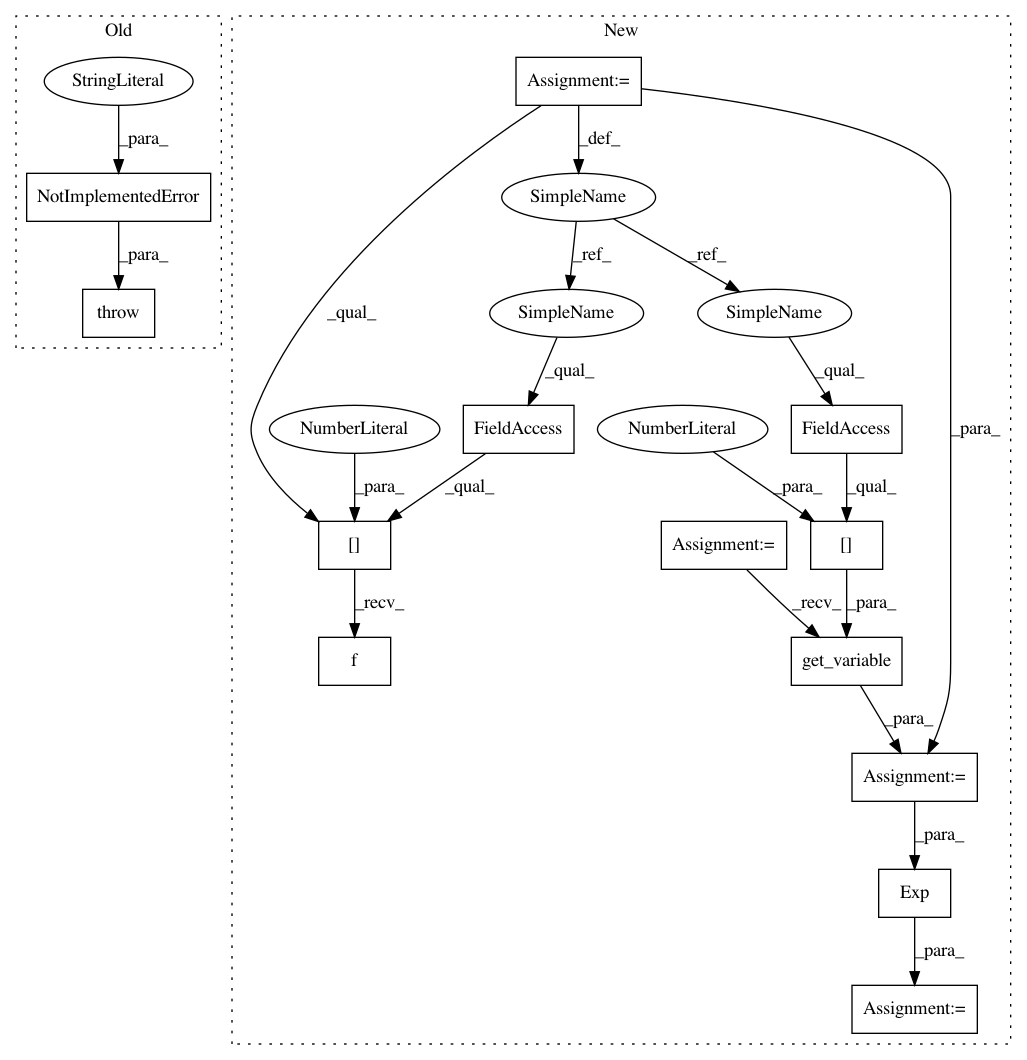 Old
New
StringLiteral
Assignment:=
_para_
_def_
NotImplementedError
SimpleName
_para_
_ref_
_ref_
throw
_qual_
SimpleName
SimpleName
_qual_
_qual_
NumberLiteral
FieldAccess
NumberLiteral
FieldAccess
_para_
_para_
_qual_
_para_
_qual_
[]
Assignment:=
[]
_recv_
_recv_
_para_
f
get_variable
_para_
Assignment:=
_para_
Exp
_para_
Assignment:=